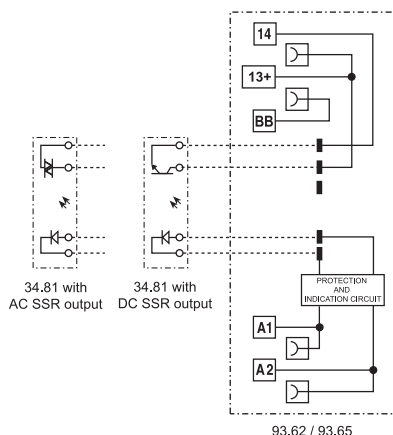 14
13+
BB
34.81 with
AC SSR output
34.81 with
DC SSR output
PROTECTION
AND
INDICATION CIRCUIT
A1
A2
93.62 / 93.65